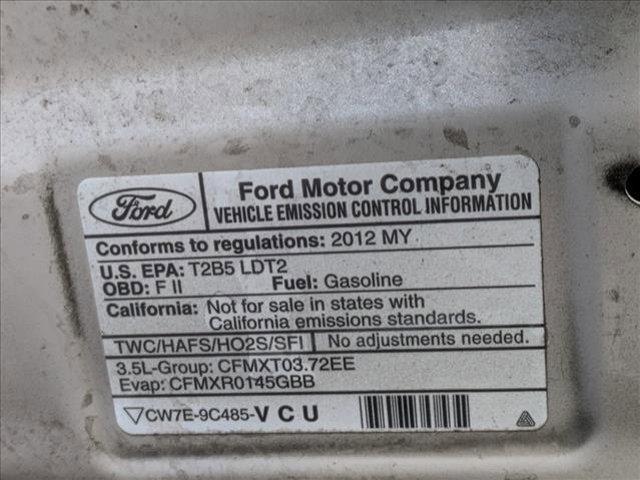 Ford
Ford Motor Company
VEHICLE EMISSION CONTROL INFORMATION
Conforms to regulations: 2012 MY
U.S. EPA: T2B5 LDT2
OBD: F II Fuel: Gasoline
California: Not for sale in states with
California emissions standards.
TWC/HAFS/HO2S/SFI No adjustments needed.
3.5L-Group: CFMXT03.72EE
Evap: CFMXR0145GBB
CW7E-9C485-V C U